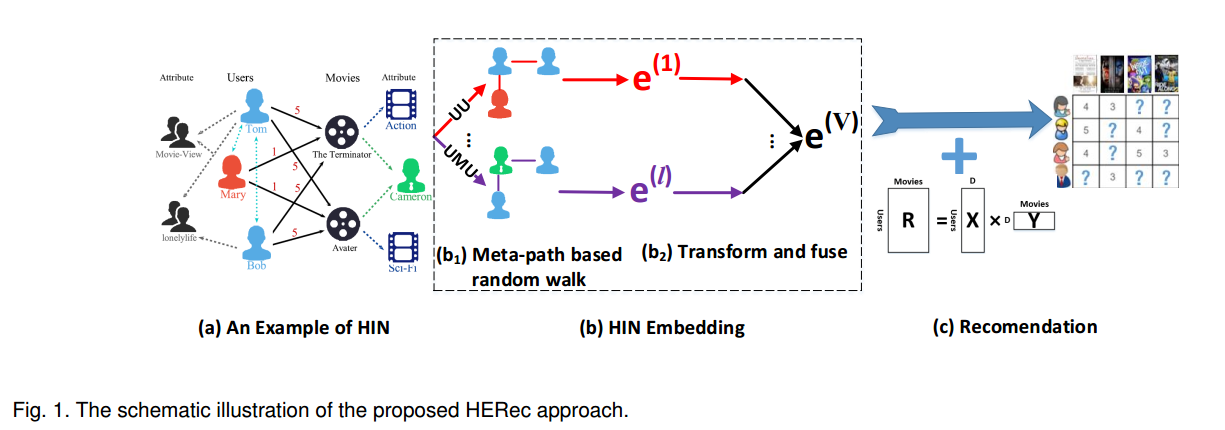 Attribute
Users
Movies
Attribute
Tom
Movie-View
Mary
lonelylife
Bob
5
1
5
1
5
5
The Terminator
Avater
Action
Cameron
Sci-Fi
UU
UMU
e(1)
e(l)
e(V)
(b1) Meta-path based
random walk
(b2) Transform and fuse
4 3 ? ?
5 ? 4 ?
4 ? 5 3
? 3 ? ?
+
Movies
Users
R
=
D
Users
X
×
D
Movies
Y
(a) An Example of HIN
(b) HIN Embedding
(c) Recomendation
Fig. 1. The schematic illustration of the proposed HERec approach.